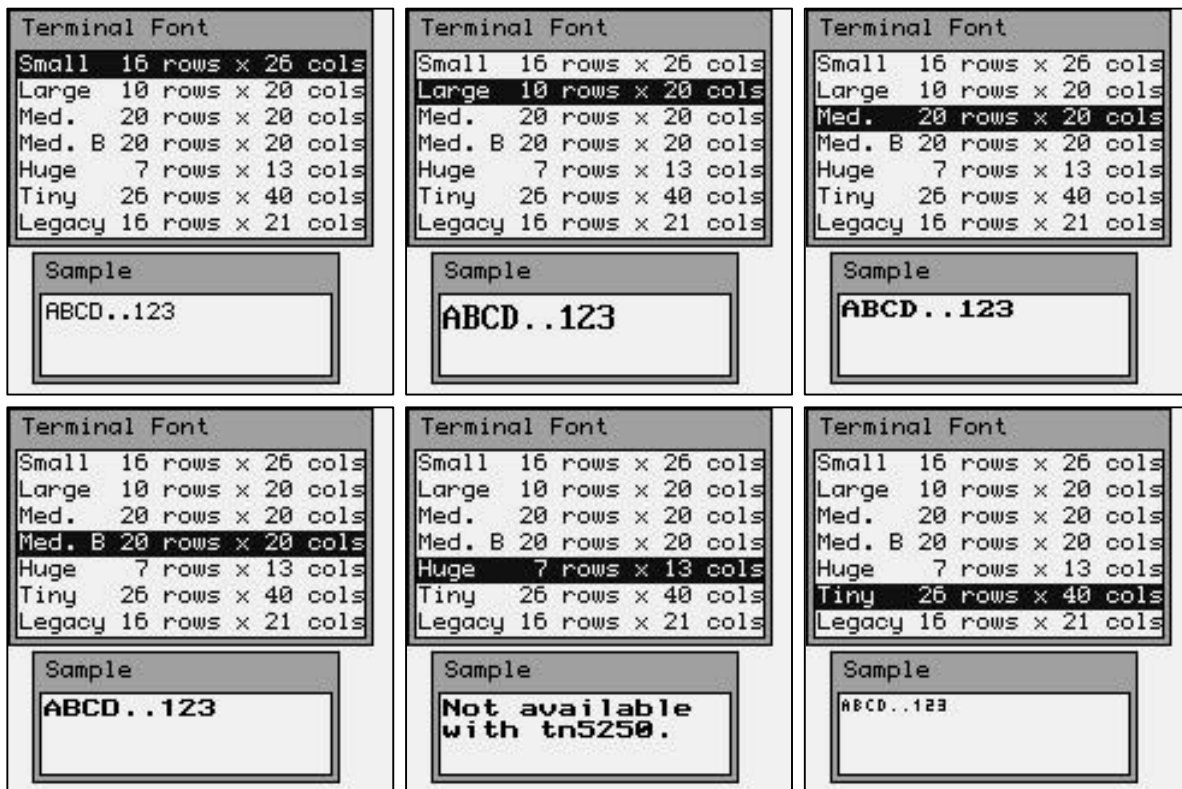 Terminal Font
Small 16 rows x 26 cols
Large 10 rows x 20 cols
Med. 20 rows x 20 cols
Med. B 20 rows x 20 cols
Huge 7 rows x 13 cols
Tiny 26 rows x 40 cols
Legacy 16 rows x 21 cols
Sample
ABCD..123
Terminal Font
Small 16 rows x 26 cols
Large 10 rows x 20 cols
Med. 20 rows x 20 cols
Med. B 20 rows x 20 cols
Huge 7 rows x 13 cols
Tiny 26 rows x 40 cols
Legacy 16 rows x 21 cols
Sample
ABCD..123
Terminal Font
Small 16 rows x 26 cols
Large 10 rows x 20 cols
Med. 20 rows x 20 cols
Med. B 20 rows x 20 cols
Huge 7 rows x 13 cols
Tiny 26 rows x 40 cols
Legacy 16 rows x 21 cols
Sample
ABCD..123
Terminal Font
Small 16 rows x 26 cols
Large 10 rows x 20 cols
Med. 20 rows x 20 cols
Med. B 20 rows x 20 cols
Huge 7 rows x 13 cols
Tiny 26 rows x 40 cols
Legacy 16 rows x 21 cols
Sample
ABCD..123
Terminal Font
Small 16 rows x 26 cols
Large 10 rows x 20 cols
Med. 20 rows x 20 cols
Med. B 20 rows x 20 cols
Huge 7 rows x 13 cols
Tiny 26 rows x 40 cols
Legacy 16 rows x 21 cols
Sample
Not available
with tn5250.
Terminal Font
Small 16 rows x 26 cols
Large 10 rows x 20 cols
Med. 20 rows x 20 cols
Med. B 20 rows x 20 cols
Huge 7 rows x 13 cols
Tiny 26 rows x 40 cols
Legacy 16 rows x 21 cols
Sample
ABCD..123